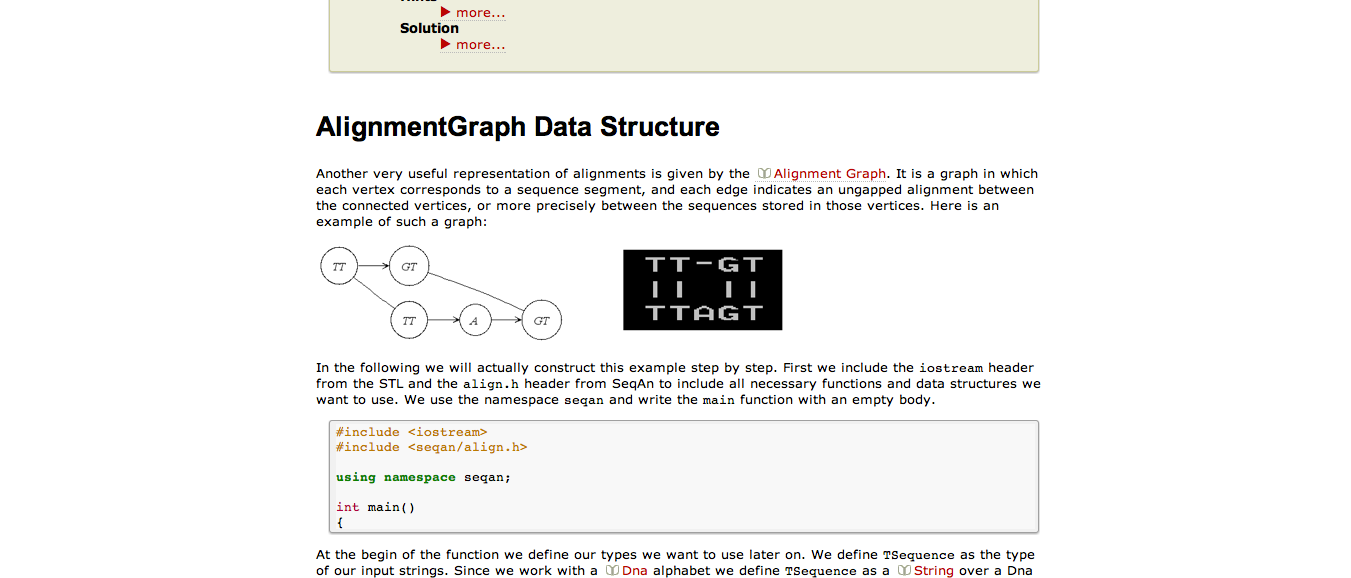 ▶ more...
Solution
▶ more...
AlignmentGraph Data Structure
Another very useful representation of alignments is given by the Alignment Graph. It is a graph in which
each vertex corresponds to a sequence segment, and each edge indicates an ungapped alignment between
the connected vertices, or more precisely between the sequences stored in those vertices. Here is an
example of such a graph:
TT GT
TT A GT
TT-GT
|| ||
TTAGT
In the following we will actually construct this example step by step. First we include the iostream header
from the STL and the align.h header from SeqAn to include all necessary functions and data structures we
want to use. We use the namespace seqan and write the main function with an empty body.
#include <iostream>
#include <seqan/align.h>
using namespace seqan;
int main()
{
At the begin of the function we define our types we want to use later on. We define TSequence as the type
of our input strings. Since we work with a Dna alphabet we define TSequence as a String over a Dna